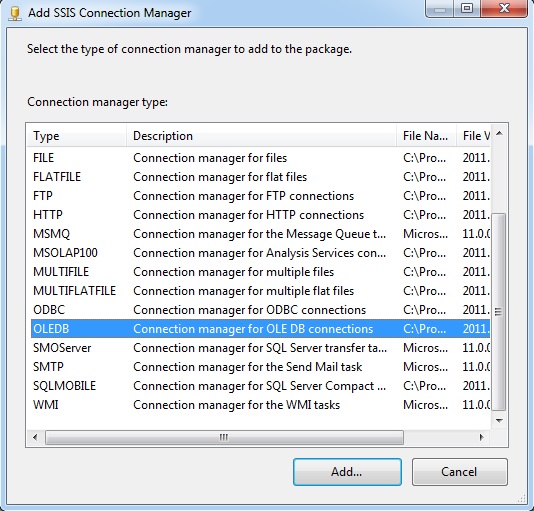 Add SSIS Connection Manager
Select the type of connection manager to add to the package.
Connection manager type:
Type Description File Na... File V
FILE Connection manager for files C:\Pro... 2011.
FLATFILE Connection manager for flat files C:\Pro... 2011.
FTP Connection manager for FTP connections C:\Pro... 2011.
HTTP Connection manager for HTTP connections C:\Pro... 2011.
MSMQ Connection manager for the Message Queue t... Micros... 11.0.0
MSOLAP100 Connection manager for Analysis Services con... C:\Pro... 2011.
MULTIFILE Connection manager for multiple files C:\Pro... 2011.
MULTIFLATFILE Connection manager for multiple flat files C:\Pro... 2011.
ODBC Connection manager for ODBC connections C:\Pro... 2011.
OLEDB Connection manager for OLE DB connections C:\Pro... 2011.
SMOServer Connection manager for SQL Server transfer ta... Micros... 11.0.0
SMTP Connection manager for the Send Mail task Micros... 11.0.0
SQLMOBILE Connection manager for SQL Server Compact ... C:\Pro... 2011.
WMI Connection manager for the WMI tasks Micros... 11.0.0
Add... Cancel